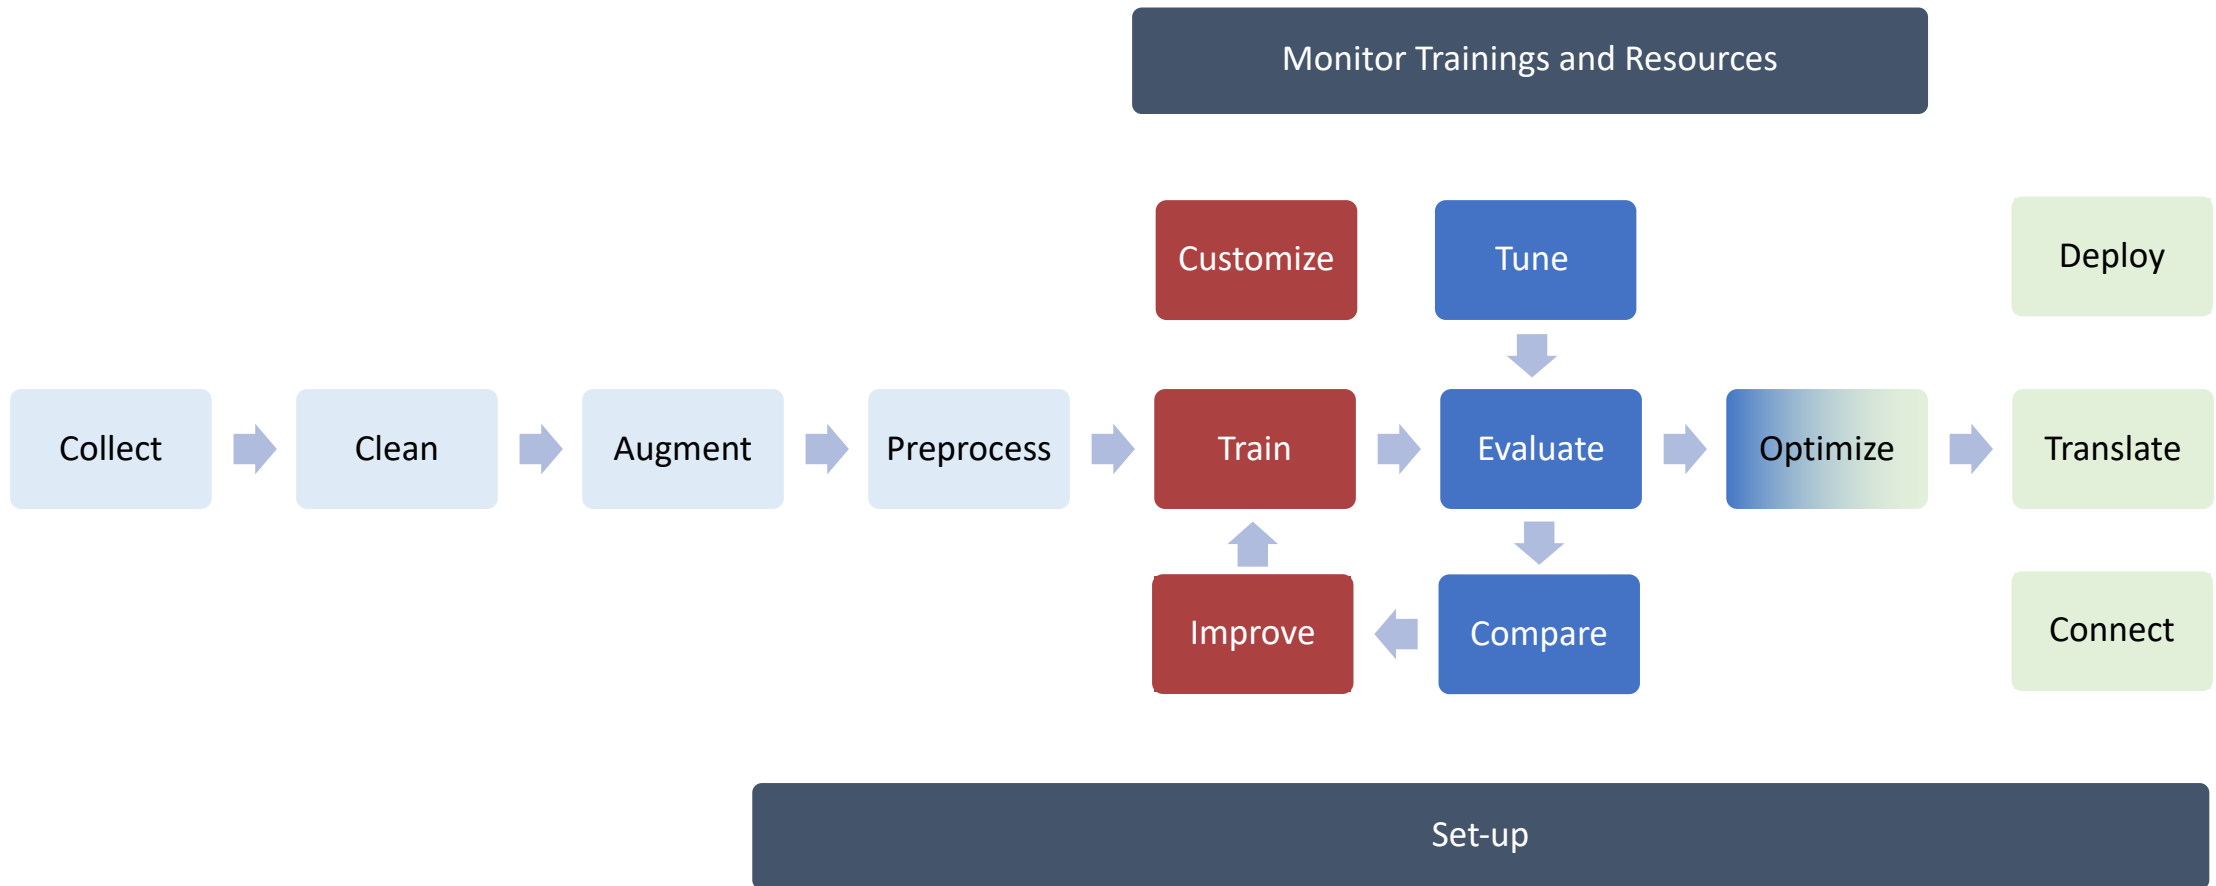 Monitor Trainings and Resources
Customize
Tune
Deploy
Collect
Clean
Augment
Preprocess
Train
Evaluate
Optimize
Translate
Improve
Compare
Connect
Set-up